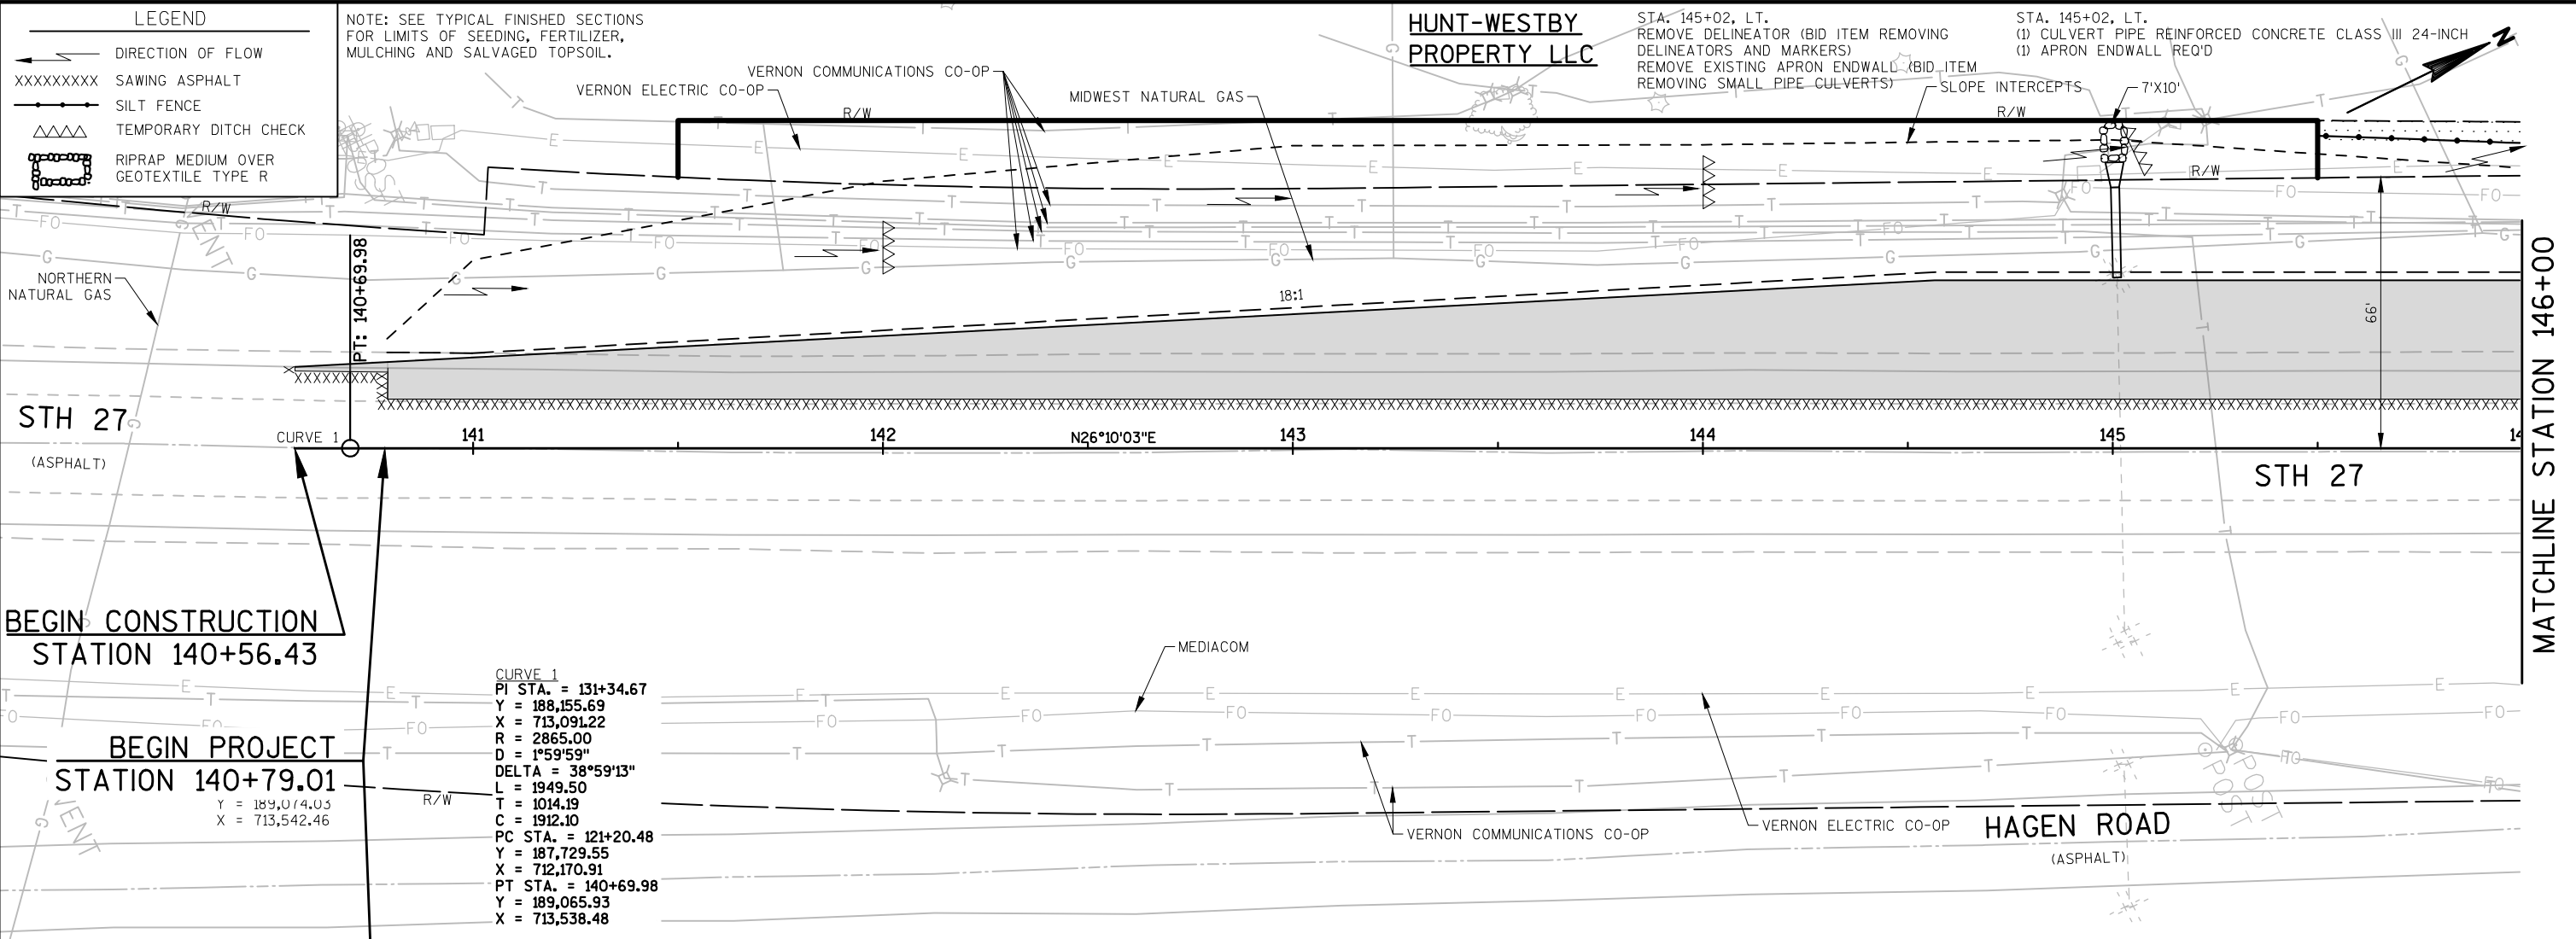 LEGEND
DIRECTION OF FLOW
XXXXXXXXX SAWING ASPHALT
SILT FENCE
TEMPORARY DITCH CHECK
RIPRAP MEDIUM OVER
GEOTEXTILE TYPE R
NOTE: SEE TYPICAL FINISHED SECTIONS
FOR LIMITS OF SEEDING, FERTILIZER,
MULCHING AND SALVAGED TOPSOIL.
HUNT-WESTBY
PROPERTY LLC
STA. 145+02, LT.
REMOVE DELINEATOR (BID ITEM REMOVING
DELINEATORS AND MARKERS)
REMOVE EXISTING APRON ENDWALL (BID ITEM
REMOVING SMALL PIPE CULVERTS)
STA. 145+02, LT.
(1) CULVERT PIPE REINFORCED CONCRETE CLASS III 24-INCH
(1) APRON ENDWALL REQ'D
N
VERNON COMMUNICATIONS CO-OP
VERNON ELECTRIC CO-OP
MIDWEST NATURAL GAS
SLOPE INTERCEPTS
7'X10'
R/W
R/W
R/W
R/W
NORTHERN
NATURAL GAS
VENT
PT: 140+69.98
18:1
66'
MATCHLINE STATION 146+00
STH 27
(ASPHALT)
CURVE 1
141
142
N26°10'03"E
143
144
145
14
STH 27
BEGIN CONSTRUCTION
STATION 140+56.43
BEGIN PROJECT
STATION 140+79.01
Y = 189,074.03
X = 713,542.46
VENT
R/W
CURVE 1
PI STA. = 131+34.67
Y = 188,155.69
X = 713,091.22
R = 2865.00
D = 1°59'59"
DELTA = 38°59'13"
L = 1949.50
T = 1014.19
C = 1912.10
PC STA. = 121+20.48
Y = 187,729.55
X = 712,170.91
PT STA. = 140+69.98
Y = 189,065.93
X = 713,538.48
MEDIACOM
VERNON COMMUNICATIONS CO-OP
VERNON ELECTRIC CO-OP
HAGEN ROAD
(ASPHALT)
POST
POST